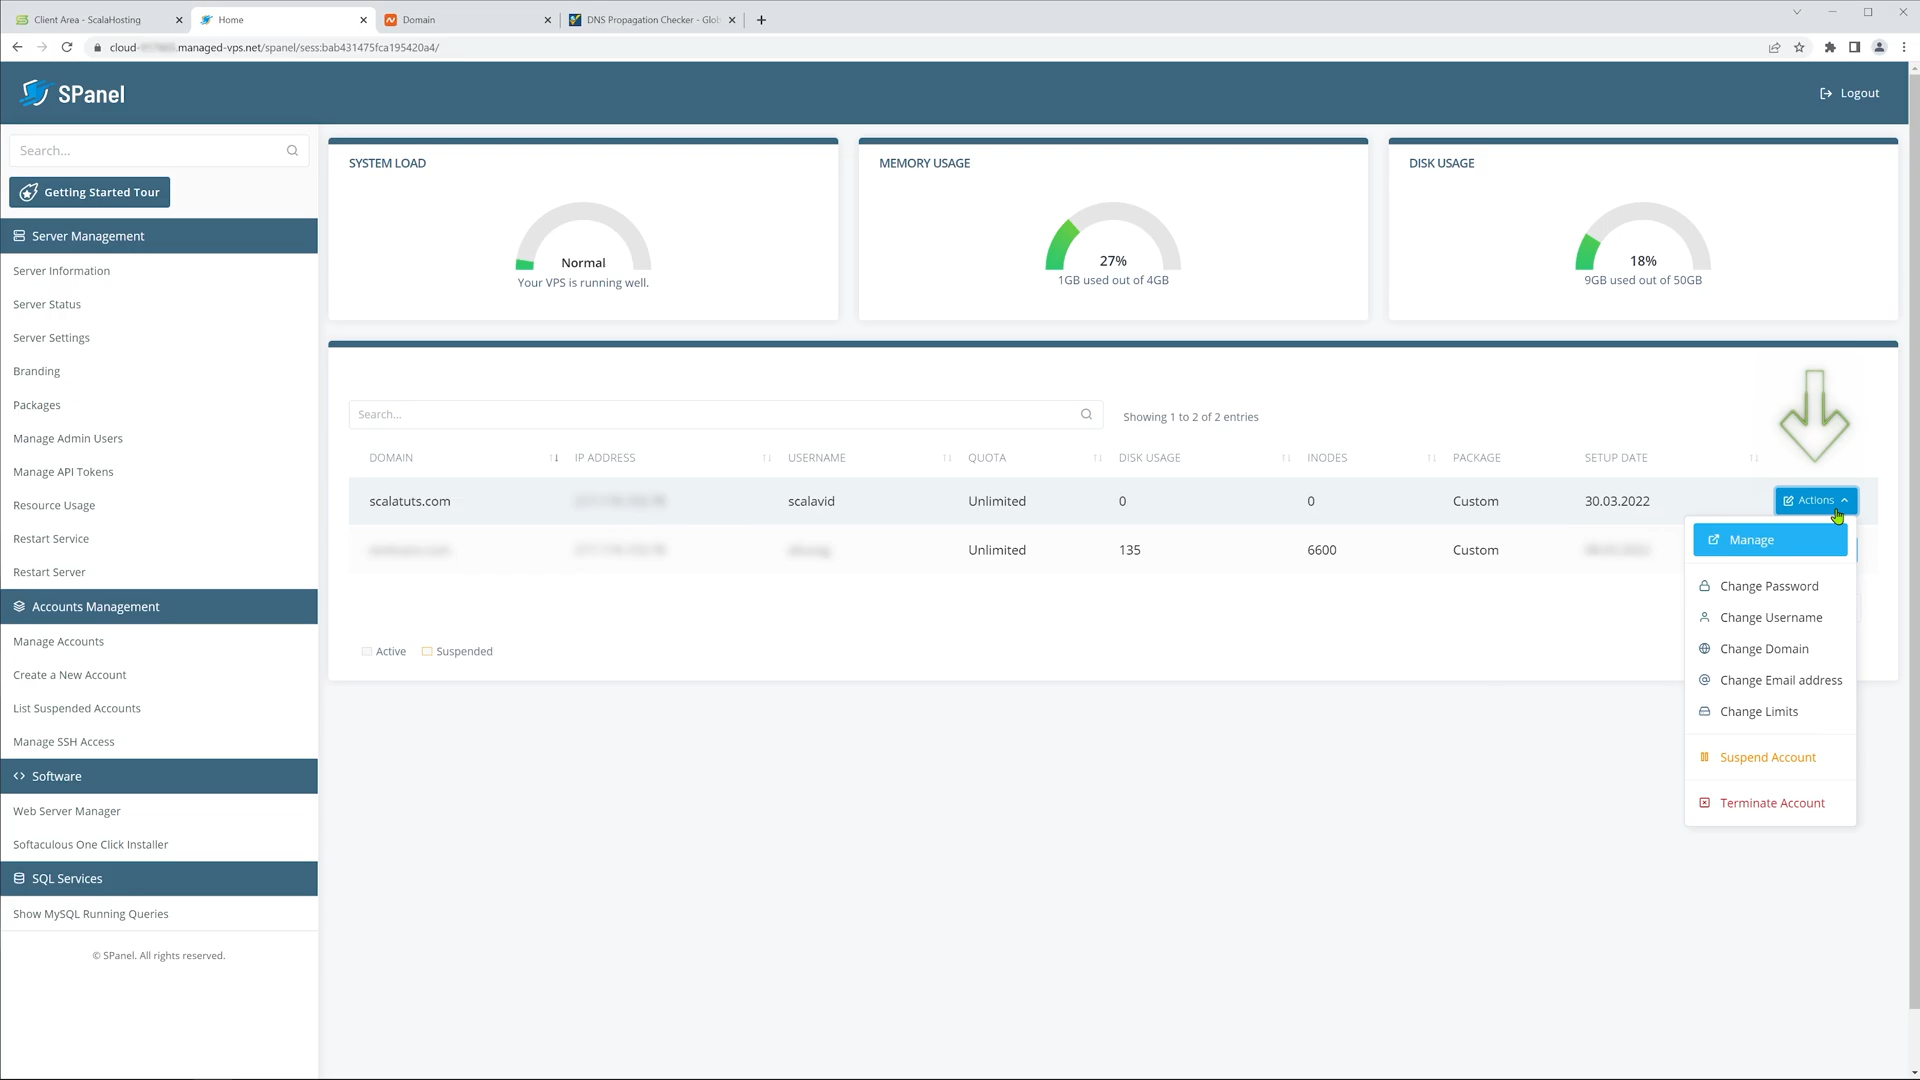 Client Area - ScalaHosting
Home
Domain
DNS Propagation Checker - Glo
cloud- .managed-vps.net/spanel/sess:bab431475fca195420a4/
SPanel
Logout
Search...
Getting Started Tour
Server Management
Server Information
Server Status
Server Settings
Branding
Packages
Manage Admin Users
Manage API Tokens
Resource Usage
Restart Service
Restart Server
Accounts Management
Manage Accounts
Create a New Account
List Suspended Accounts
Manage SSH Access
Software
Web Server Manager
Softaculous One Click Installer
SQL Services
Show MySQL Running Queries
© SPanel. All rights reserved.
SYSTEM LOAD
Normal
Your VPS is running well.
MEMORY USAGE
27%
1GB used out of 4GB
DISK USAGE
18%
9GB used out of 50GB
Search...
Showing 1 to 2 of 2 entries
DOMAIN IP ADDRESS USERNAME QUOTA DISK USAGE INODES PACKAGE SETUP DATE
scalatuts.com scalavid Unlimited 0 0 Custom 30.03.2022 Actions
Unlimited 135 6600 Custom
Active Suspended
Manage
Change Password
Change Username
Change Domain
Change Email address
Change Limits
Suspend Account
Terminate Account